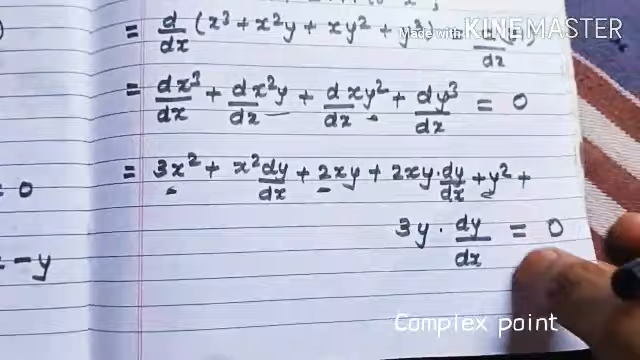 = d/dx (x³ + x²y + xy² + y³)
= dx³/dx + dx²y/dx + dxy²/dx + dy³/dx = 0
= 3x² + x² dy/dx + 2xy + 2xy · dy/dx + y² +
3y · dy/dx = 0
= 0
= -y
Made with KINEMASTER
Complex point